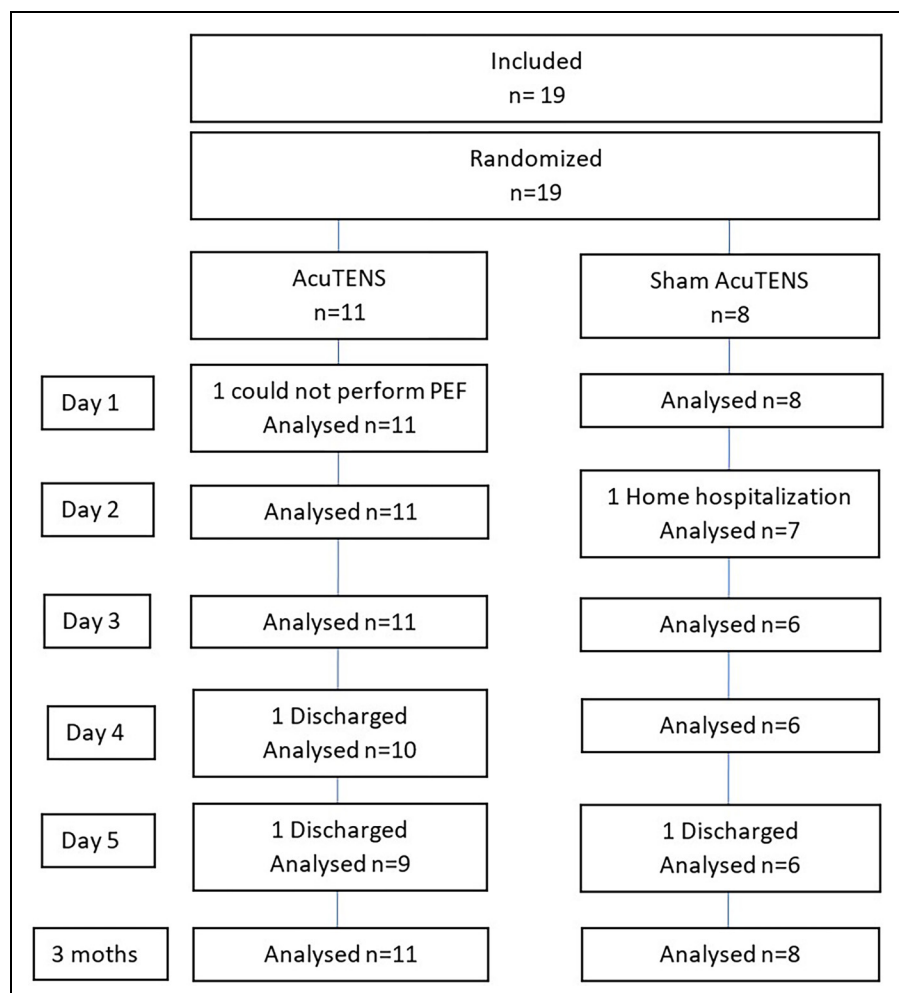 Included
n= 19
Randomized
n=19
AcuTENS
n=11
Sham AcuTENS
n=8
Day 1
1 could not perform PEF
Analysed n=11
Analysed n=8
Day 2
Analysed n=11
1 Home hospitalization
Analysed n=7
Day 3
Analysed n=11
Analysed n=6
Day 4
1 Discharged
Analysed n=10
Analysed n=6
Day 5
1 Discharged
Analysed n=9
1 Discharged
Analysed n=6
3 moths
Analysed n=11
Analysed n=8